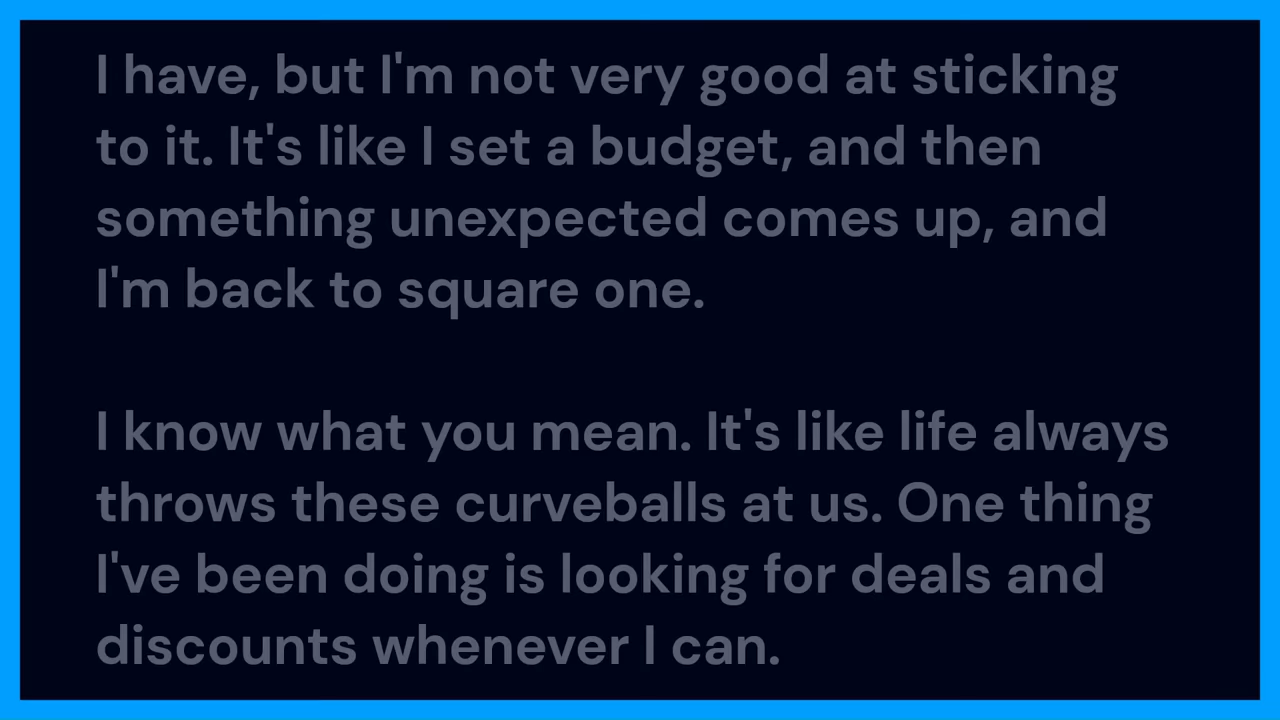 I have, but I'm not very good at sticking
to it. It's like I set a budget, and then
something unexpected comes up, and
I'm back to square one.
I know what you mean. It's like life always
throws these curveballs at us. One thing
I've been doing is looking for deals and
discounts whenever I can.